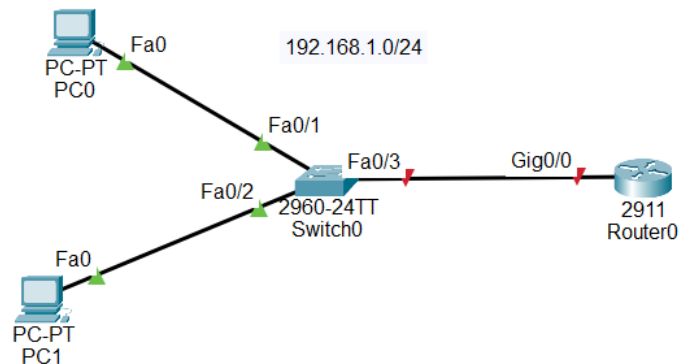 Fa0
192.168.1.0/24
PC-PT
PC0
Fa0/1
Fa0/3
Gig0/0
Fa0/2
2960-24TT
Switch0
2911
Router0
Fa0
PC-PT
PC1